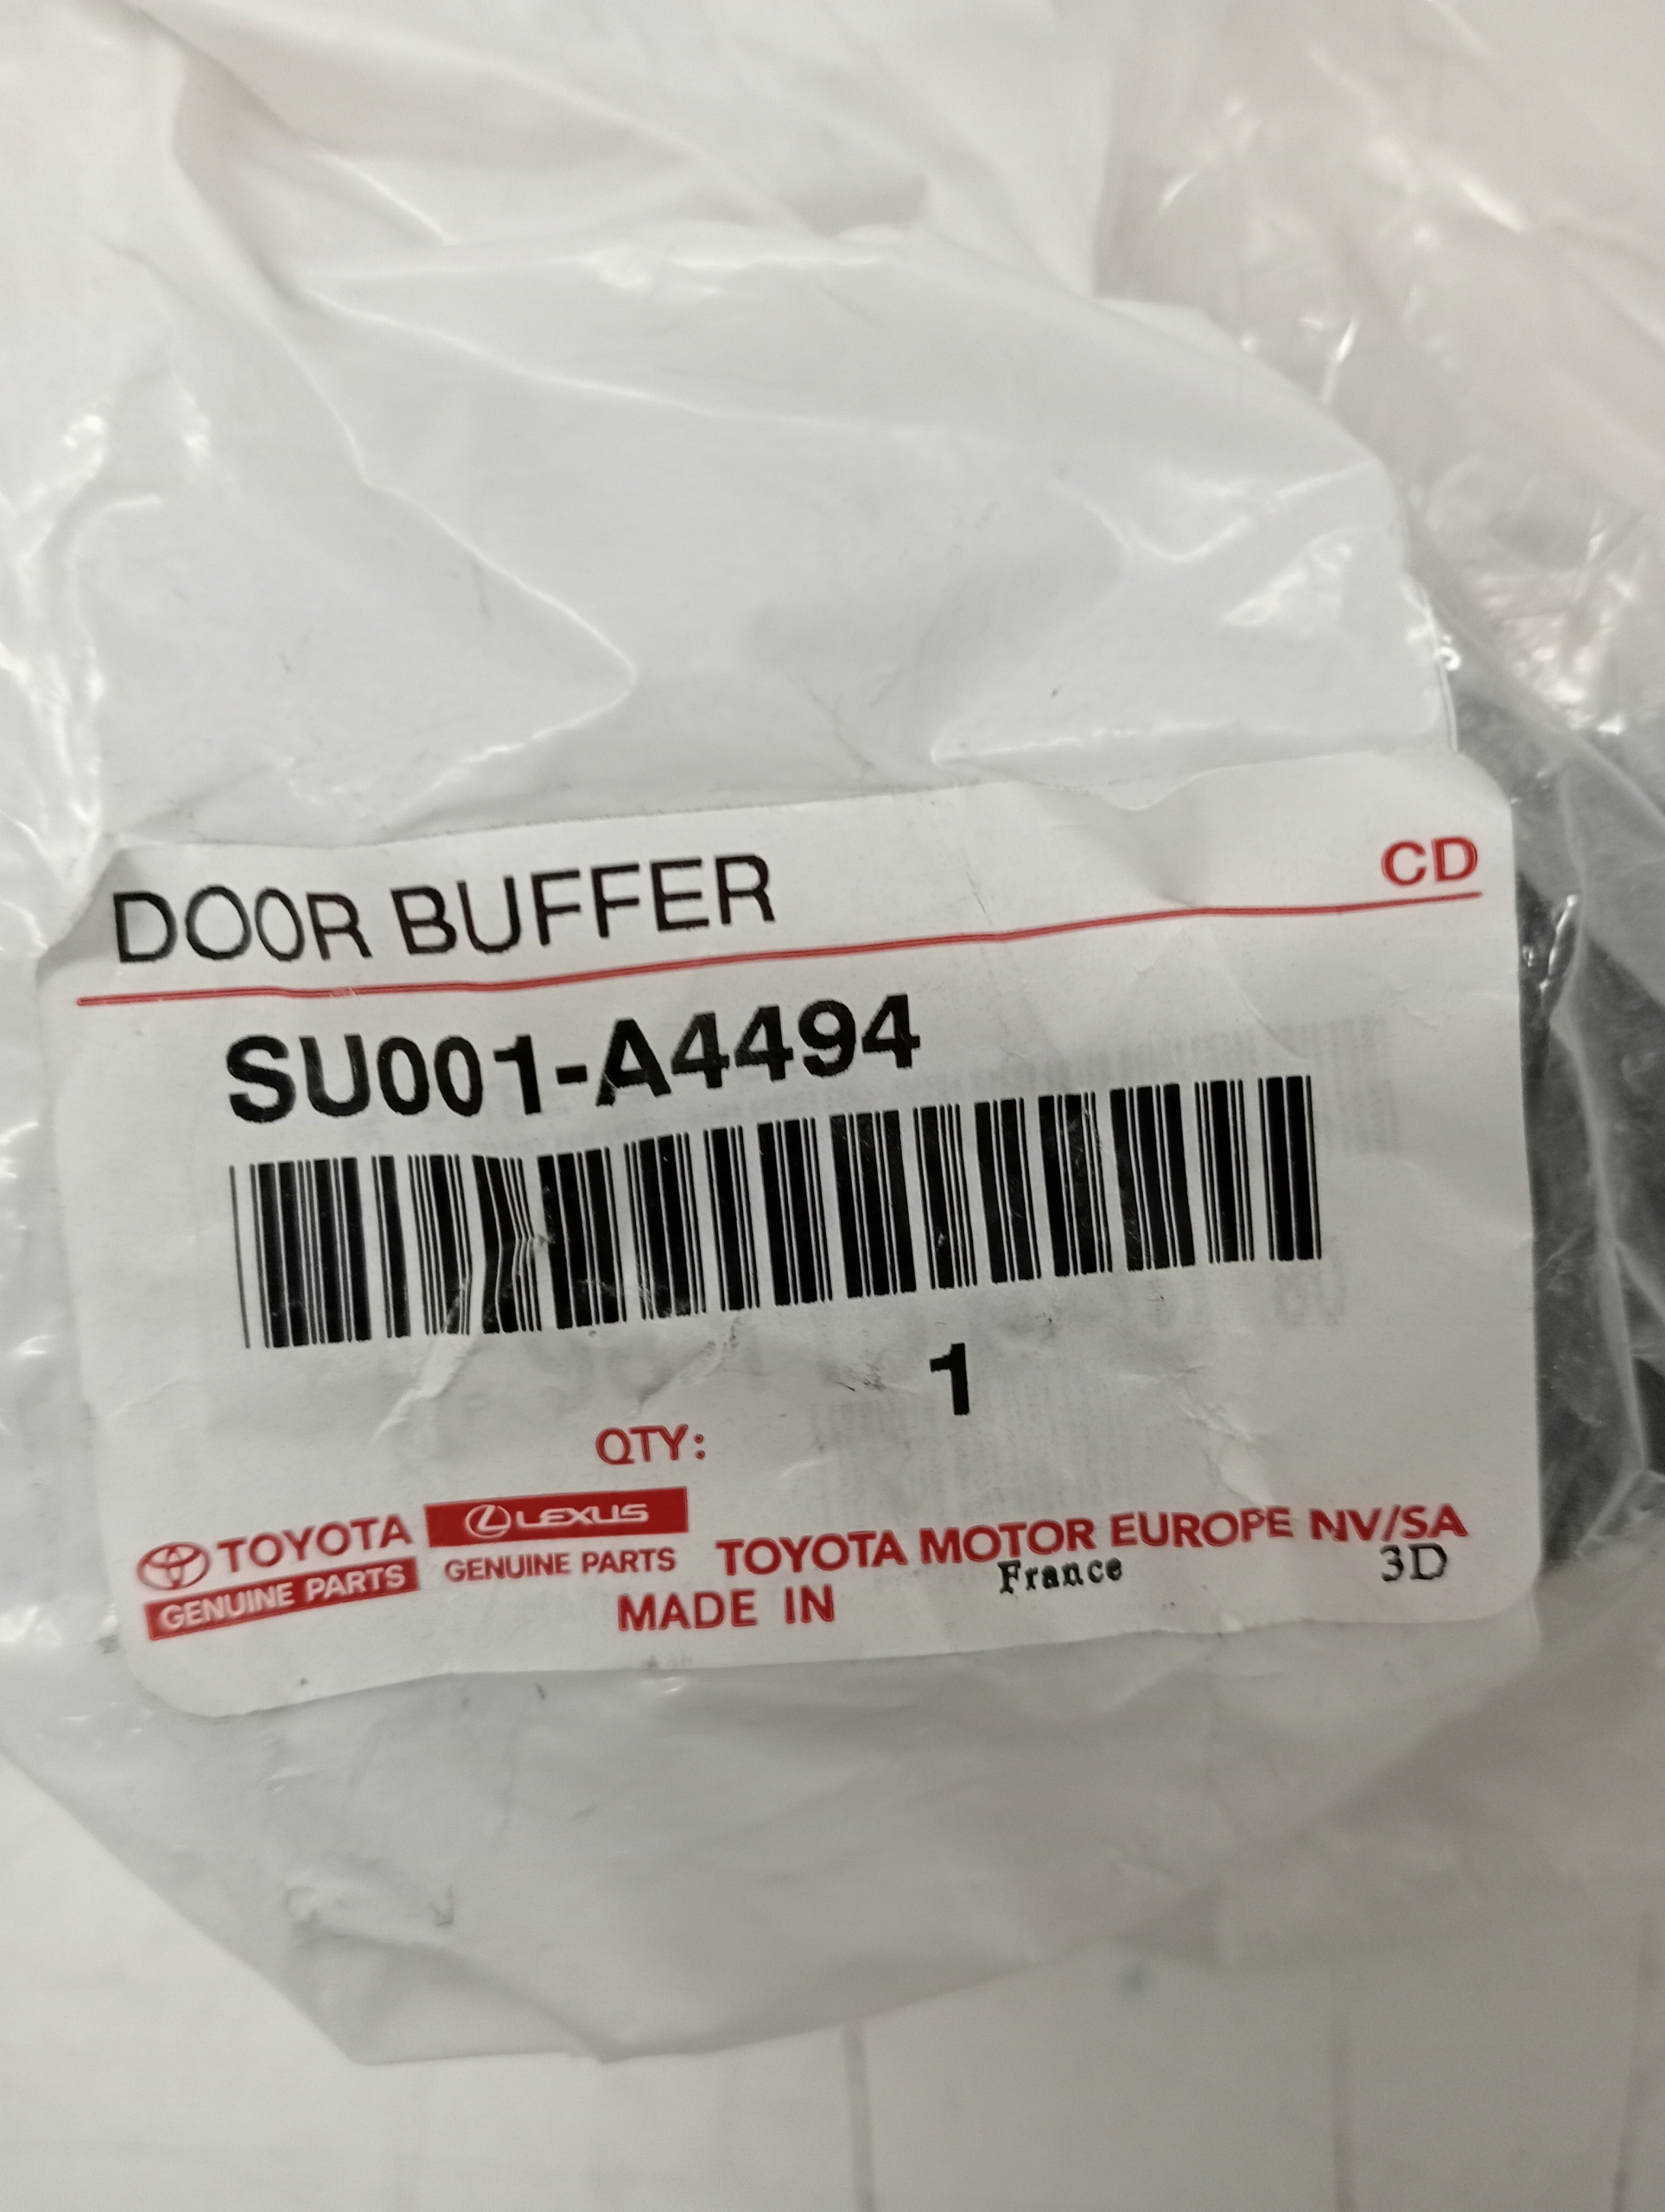 DOOR BUFFER
CD
SU001-A4494
1
QTY:
TOYOTA
GENUINE PARTS
LEXUS
GENUINE PARTS
TOYOTA MOTOR EUROPE NV/SA
MADE IN France 3D